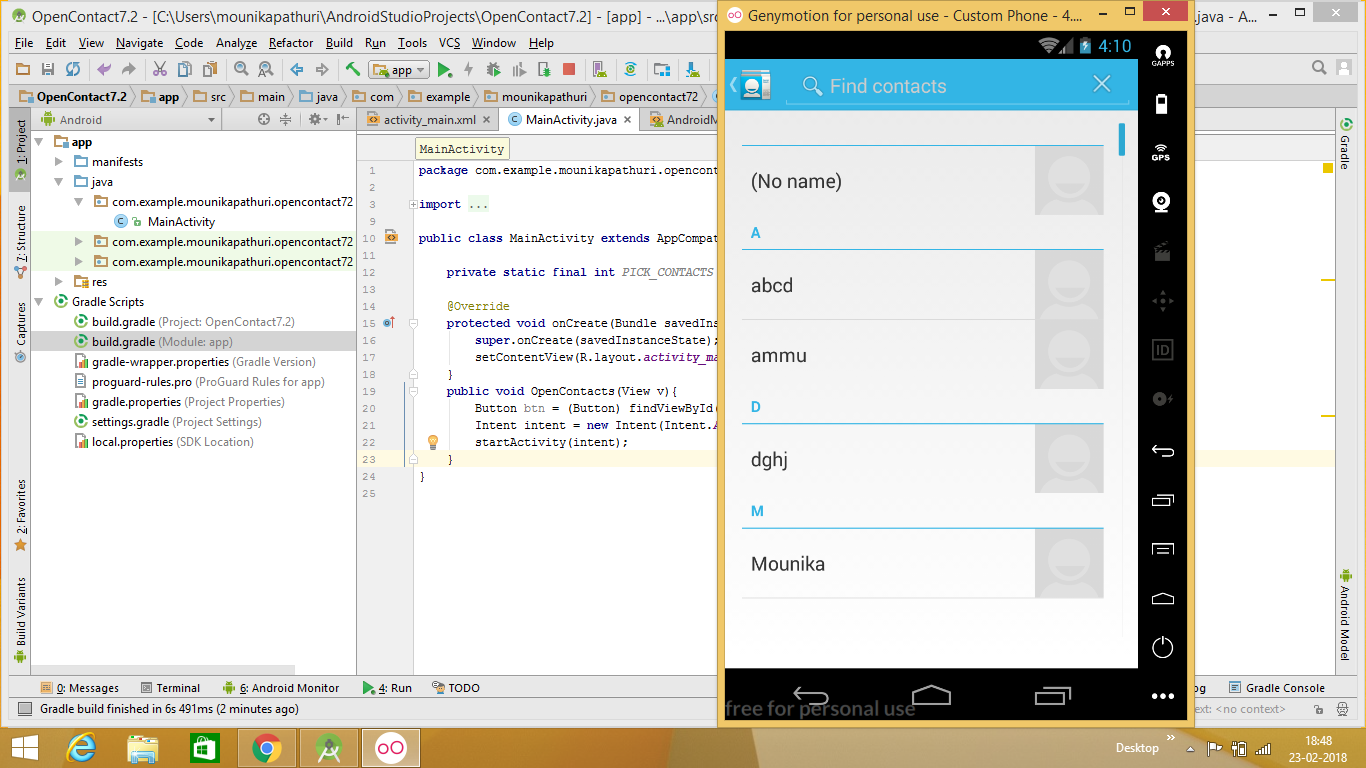 OpenContact7.2 - [C:\Users\mounikapathuri\AndroidStudioProjects\OpenContact7.2] - [app] - ...\app\src
.java - A...
File Edit View Navigate Code Analyze Refactor Build Run Tools VCS Window Help
app
OpenContact7.2 app src main java com example mounikapathuri opencontact72
Android
activity_main.xml MainActivity.java AndroidM
MainActivity
1: Project
7: Structure
Captures
2: Favorites
Build Variants
app
manifests
java
com.example.mounikapathuri.opencontact72
MainActivity
com.example.mounikapathuri.opencontact72
com.example.mounikapathuri.opencontact72
res
Gradle Scripts
build.gradle (Project: OpenContact7.2)
build.gradle (Module: app)
gradle-wrapper.properties (Gradle Version)
proguard-rules.pro (ProGuard Rules for app)
gradle.properties (Project Properties)
settings.gradle (Project Settings)
local.properties (SDK Location)
1 package com.example.mounikapathuri.opencont
2
3 import ...
9
10 public class MainActivity extends AppCompat
11
12 private static final int PICK_CONTACTS
13
14 @Override
15 protected void onCreate(Bundle savedIns
16 super.onCreate(savedInstanceState);
17 setContentView(R.layout.activity_ma
18 }
19 public void OpenContacts(View v){
20 Button btn = (Button) findViewById(
21 Intent intent = new Intent(Intent.A
22 startActivity(intent);
23 }
24 }
25
Genymotion for personal use - Custom Phone - 4....
4:10
Find contacts
(No name)
A
abcd
ammu
D
dghj
M
Mounika
free for personal use
GAPPS
GPS
ID
Gradle
Android Model
0: Messages Terminal 6: Android Monitor 4: Run TODO
og Gradle Console
Gradle build finished in 6s 491ms (2 minutes ago)
ext: <no context>
Desktop
18:48
23-02-2018